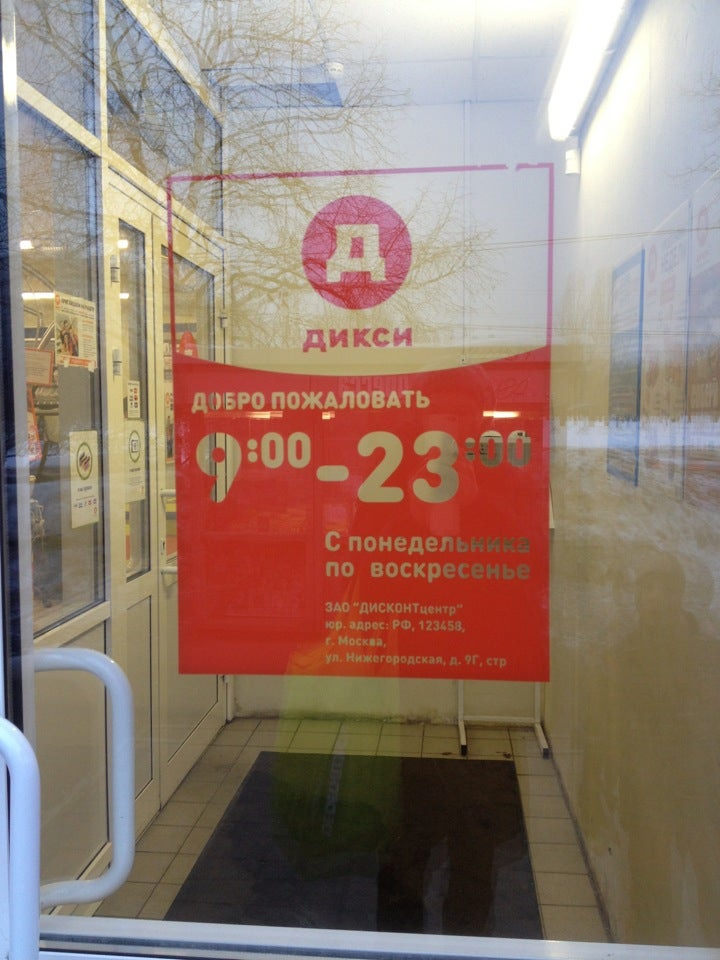 Д
ДИКСИ
ДОБРО ПОЖАЛОВАТЬ
9:00-23:00
С понедельника
по воскресенье
ЗАО "ДИСКОНТцентр"
юр. адрес: РФ, 123458,
г. Москва,
ул. Нижегородская, д. 9Г, стр